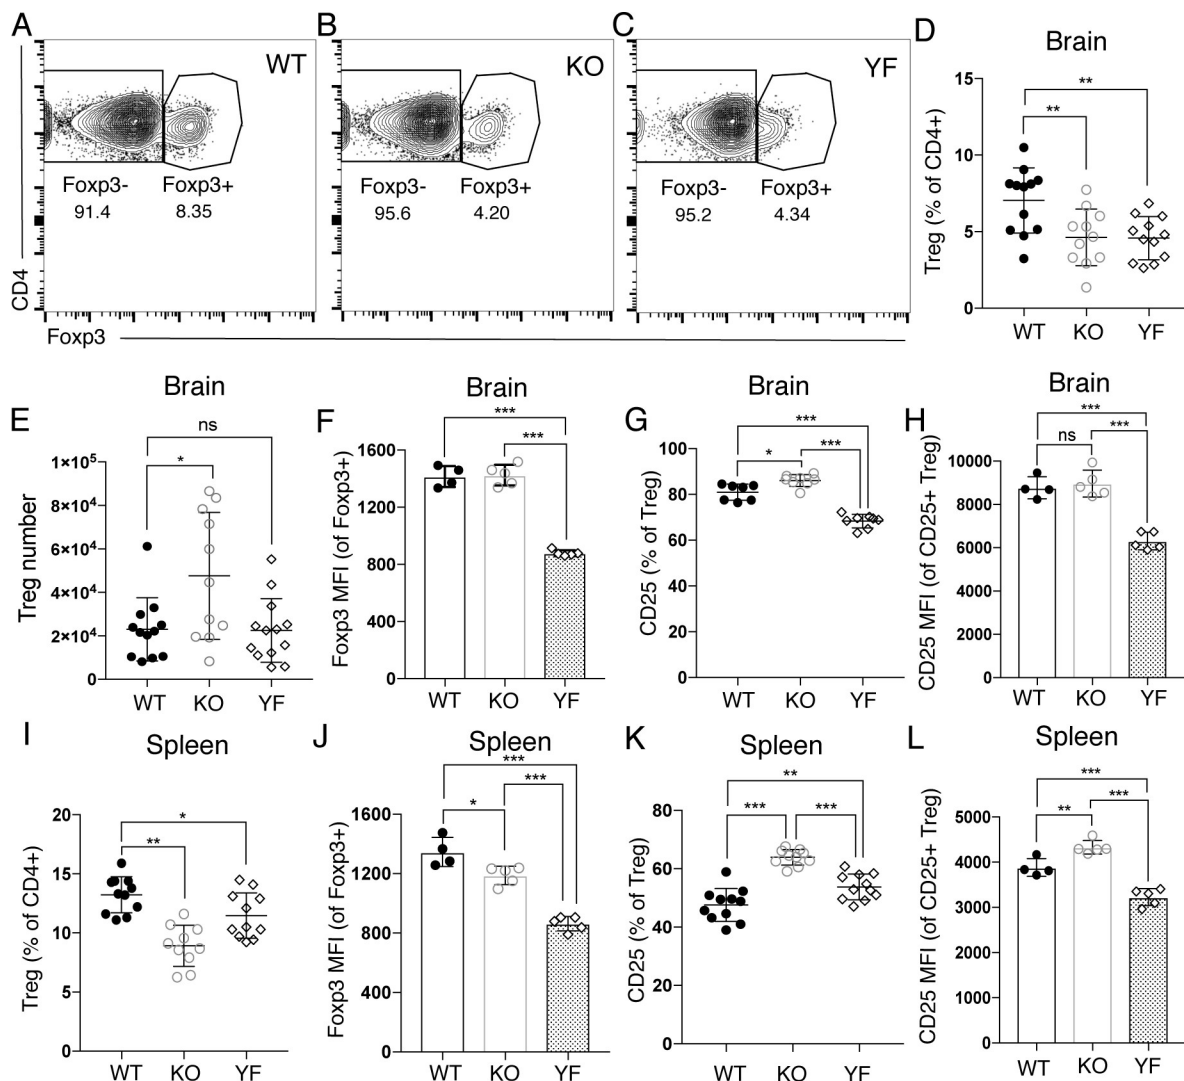 A
WT
Foxp3-
91.4
Foxp3+
8.35
CD4
Foxp3
B
KO
Foxp3-
95.6
Foxp3+
4.20
C
YF
Foxp3-
95.2
Foxp3+
4.34
D
Brain
Treg (% of CD4+)
15
10
5
0
**
**
WT KO YF
E
Brain
Treg number
1×10⁵
8×10⁴
6×10⁴
4×10⁴
2×10⁴
0
ns
*
WT KO YF
F
Brain
Foxp3 MFI (of Foxp3+)
1600
1200
800
400
0
***
***
WT KO YF
G
Brain
CD25 (% of Treg)
100
80
60
40
20
0
***
* ***
WT KO YF
H
Brain
CD25 MFI (of CD25+ Treg)
10000
8000
6000
4000
2000
0
***
ns ***
WT KO YF
I
Spleen
Treg (% of CD4+)
20
15
10
5
0
*
**
WT KO YF
J
Spleen
Foxp3 MFI (of Foxp3+)
1600
1200
800
400
0
***
***
*
WT KO YF
K
Spleen
CD25 (% of Treg)
80
60
40
20
0
**
*** ***
WT KO YF
L
Spleen
CD25 MFI (of CD25+ Treg)
5000
4000
3000
2000
1000
0
***
** ***
WT KO YF